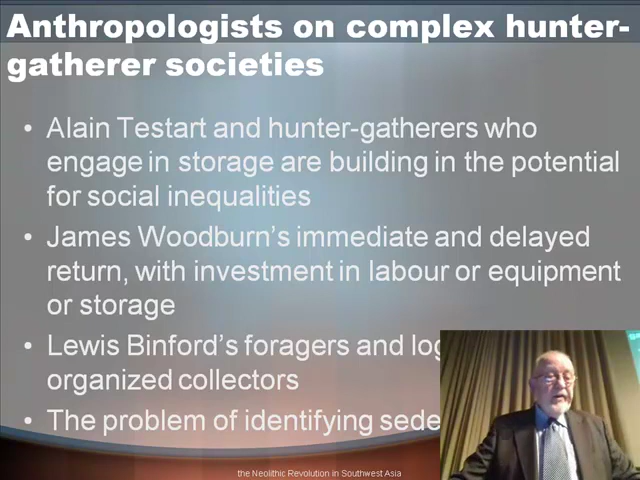 Anthropologists on complex hunter-
gatherer societies
• Alain Testart and hunter-gatherers who
engage in storage are building in the potential
for social inequalities
• James Woodburn's immediate and delayed
return, with investment in labour or equipment
or storage
• Lewis Binford's foragers and log
organized collectors
• The problem of identifying sede
the Neolithic Revolution in Southwest Asia